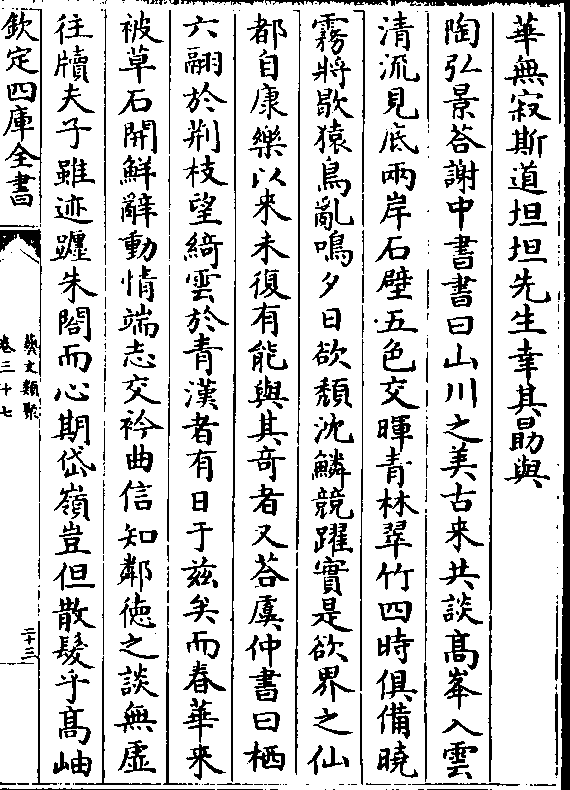 華無寂斯道坦坦先生幸其勗與
陶弘景答謝中書書曰山川之美古来共談髙峯入雲
清流見底兩岸石壁五色交暉青林翠竹四時俱備曉
霧將歇猿鳥亂鳴夕日欲頽沈鱗競躍實是欲界之仙
都自康樂以来未復有能與其竒者又答虞仲書曰栖
六翮於荆枝望綺雲於青漢者有日于兹矣而春華来
被草石開鮮辭動情端志交衿曲信知鄰徳之談無虚
往牘夫子雖迹躔朱閣而心期岱嶺豈但散髮乎髙岫
欽定四庫全書
藝文類聚
卷三十七
二十三